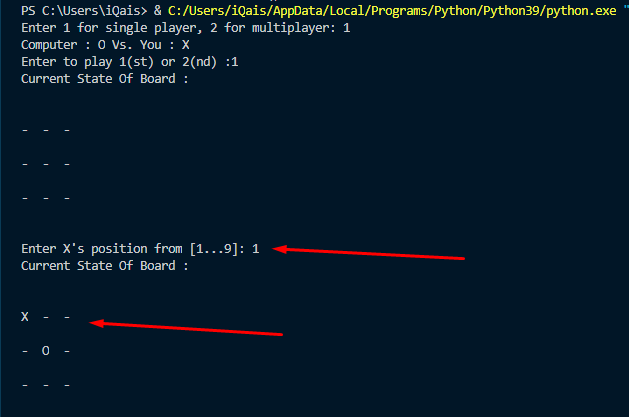 PS C:\Users\iQais> & C:/Users/iQais/AppData/Local/Programs/Python/Python39/python.exe "
Enter 1 for single player, 2 for multiplayer: 1
Computer : O Vs. You : X
Enter to play 1(st) or 2(nd) :1
Current State Of Board :
- - -
- - -
- - -
Enter X's position from [1...9]: 1
Current State Of Board :
X - -
- O -
- - -